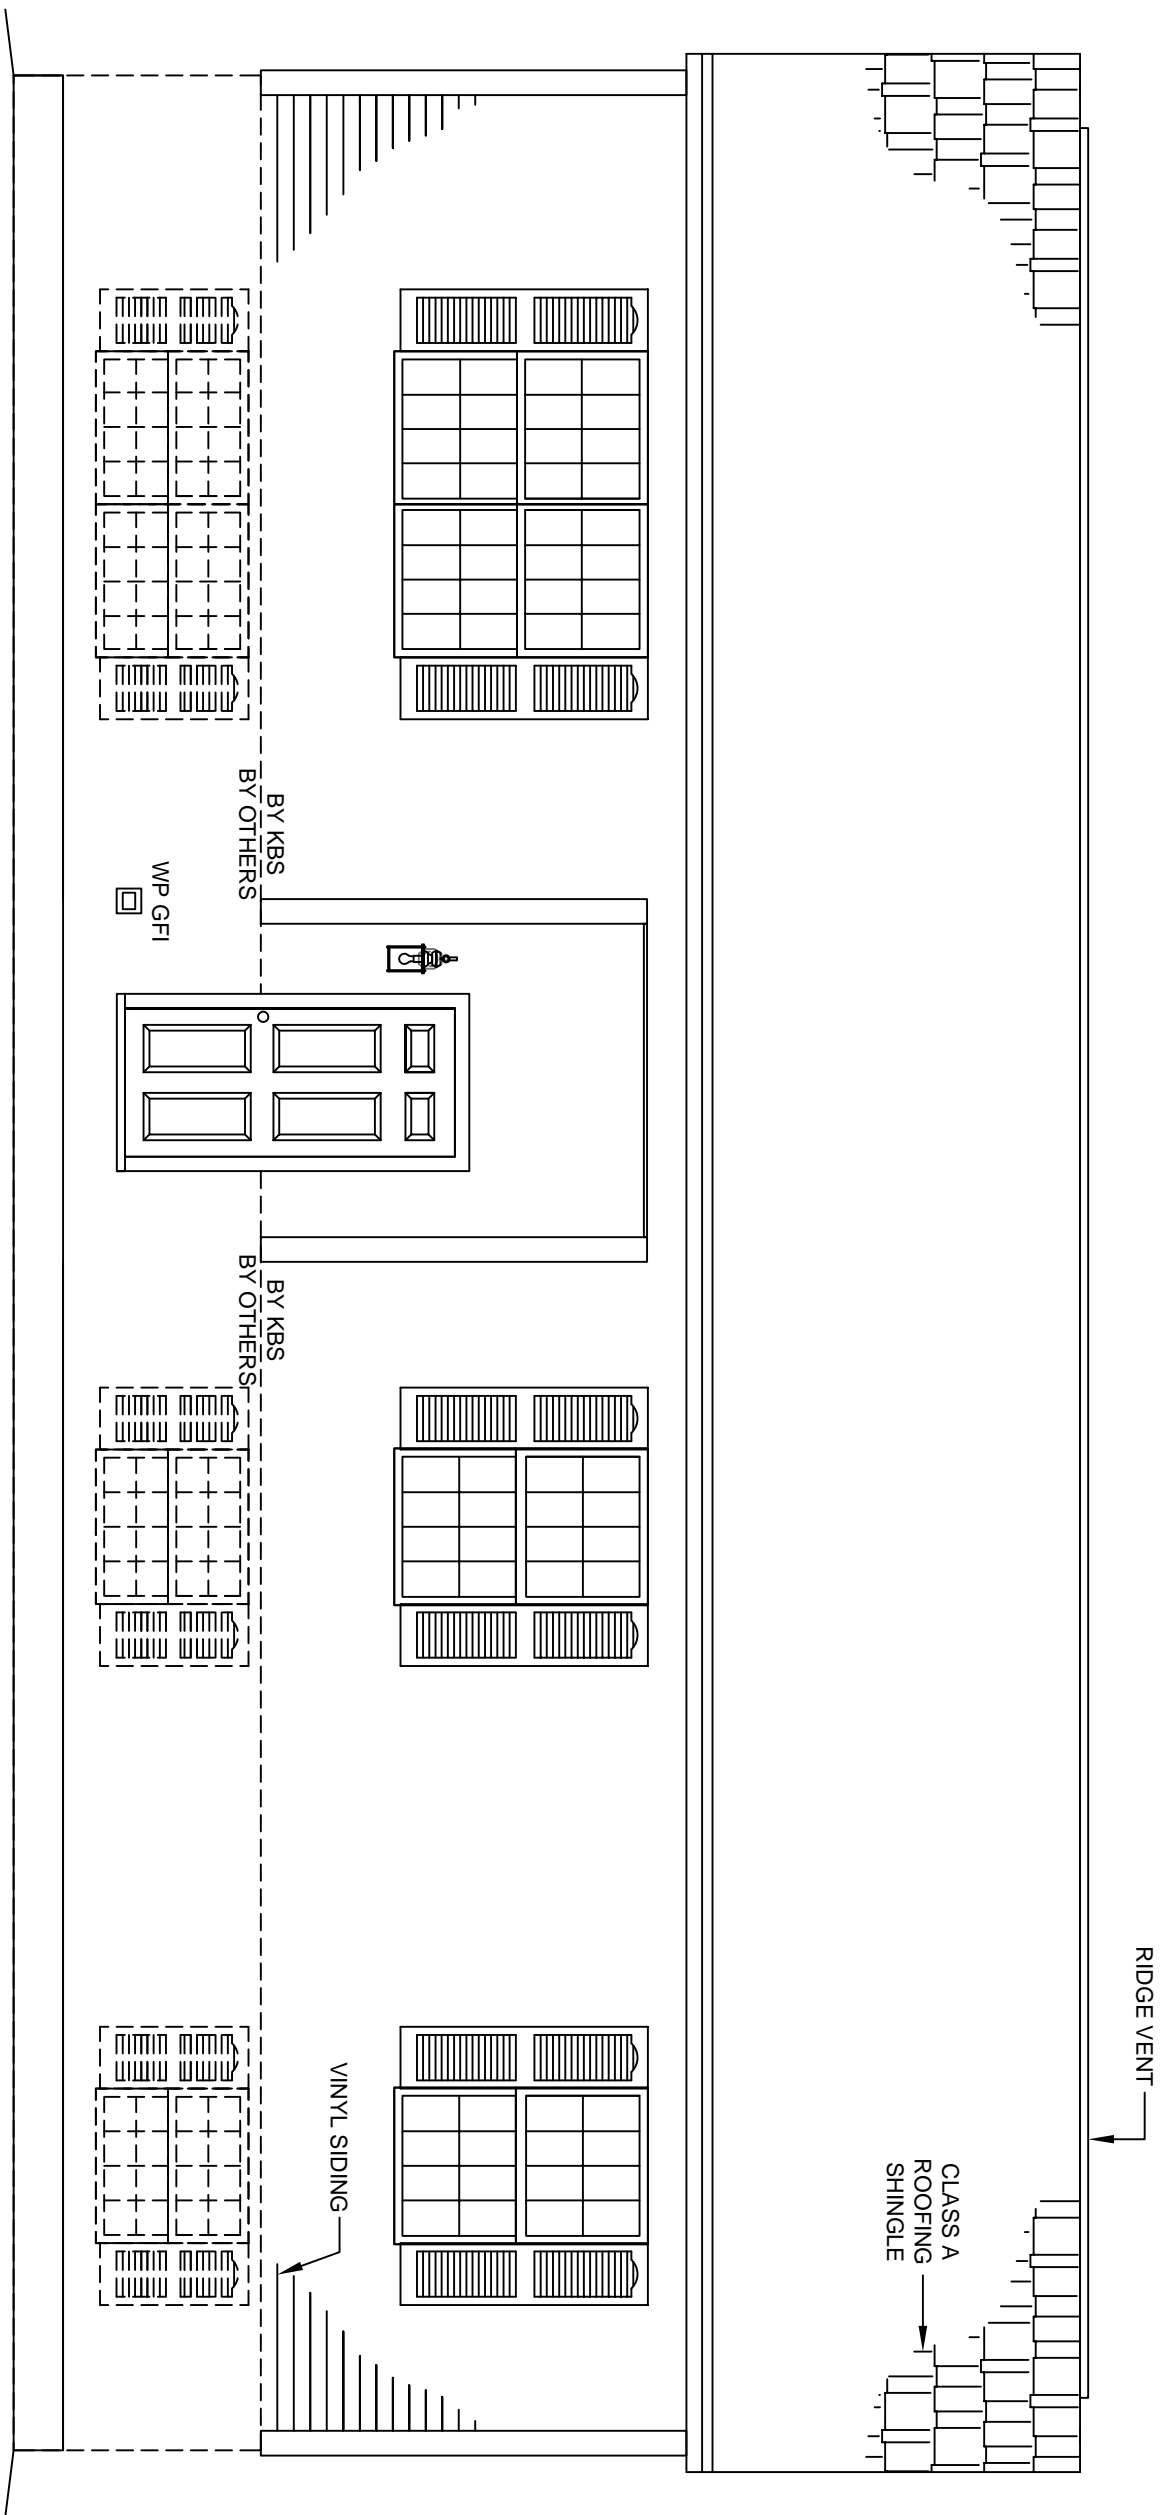 RIDGE VENT
CLASS A
ROOFING
SHINGLE
VINYL SIDING
BY KBS
BY OTHERS
WP GFI
BY KBS
BY OTHERS